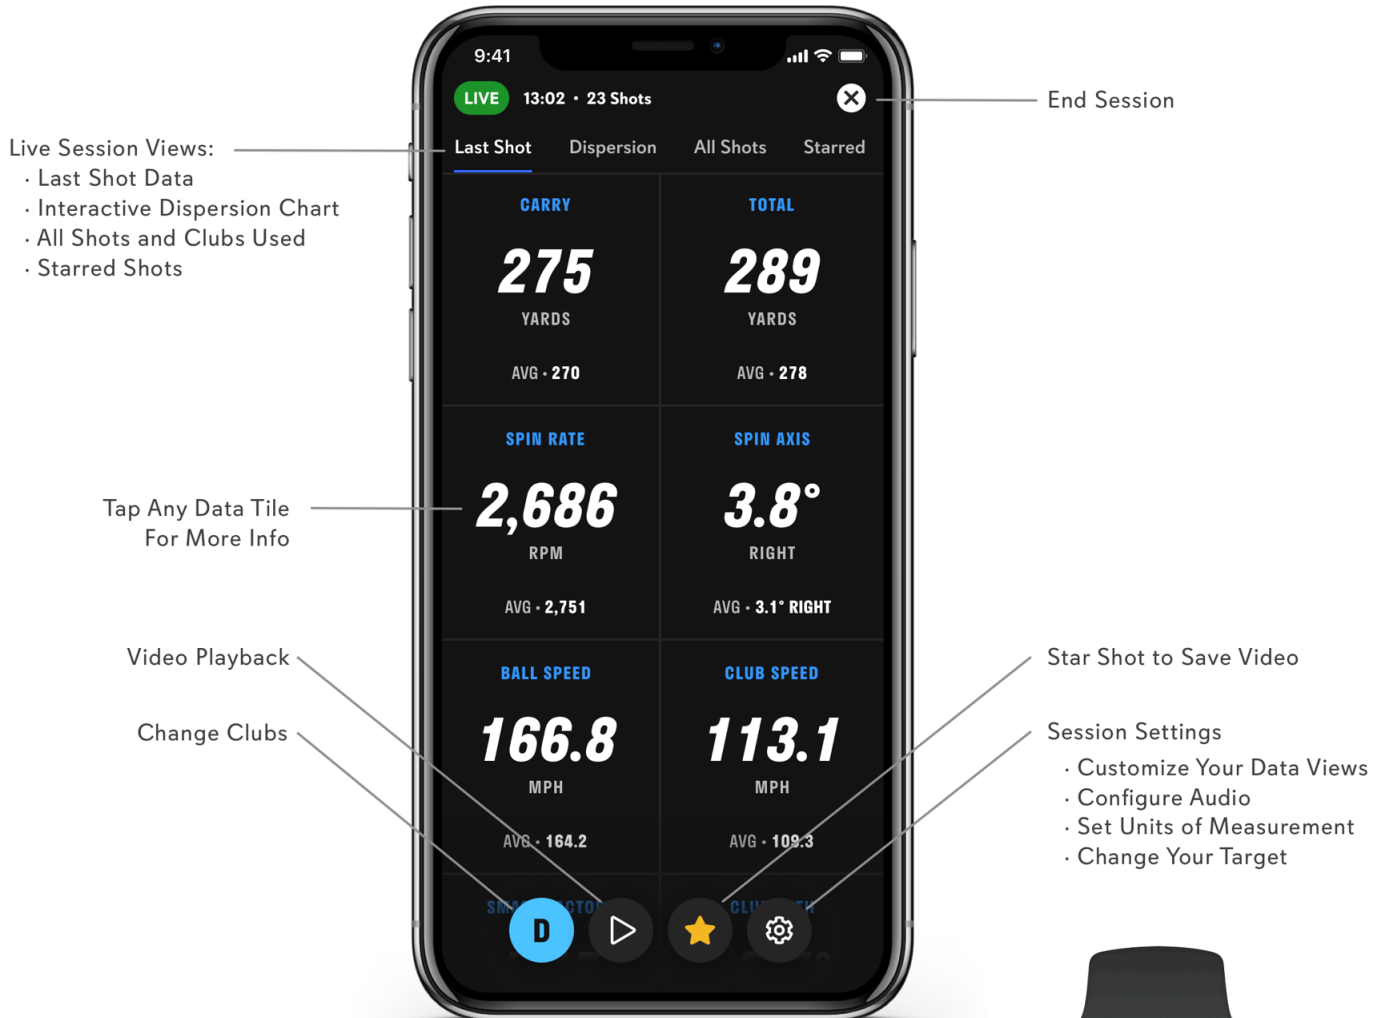 9:41
LIVE 13:02 • 23 Shots
End Session
Live Session Views:
· Last Shot Data
· Interactive Dispersion Chart
· All Shots and Clubs Used
· Starred Shots
Last Shot Dispersion All Shots Starred
CARRY TOTAL
275 289
YARDS YARDS
AVG • 270 AVG • 278
SPIN RATE SPIN AXIS
Tap Any Data Tile
For More Info
2,686 3.8°
RPM RIGHT
AVG • 2,751 AVG • 3.1° RIGHT
Video Playback
Change Clubs
BALL SPEED CLUB SPEED
166.8 113.1
MPH MPH
AVG • 164.2 AVG • 109.3
D
Star Shot to Save Video
Session Settings
· Customize Your Data Views
· Configure Audio
· Set Units of Measurement
· Change Your Target